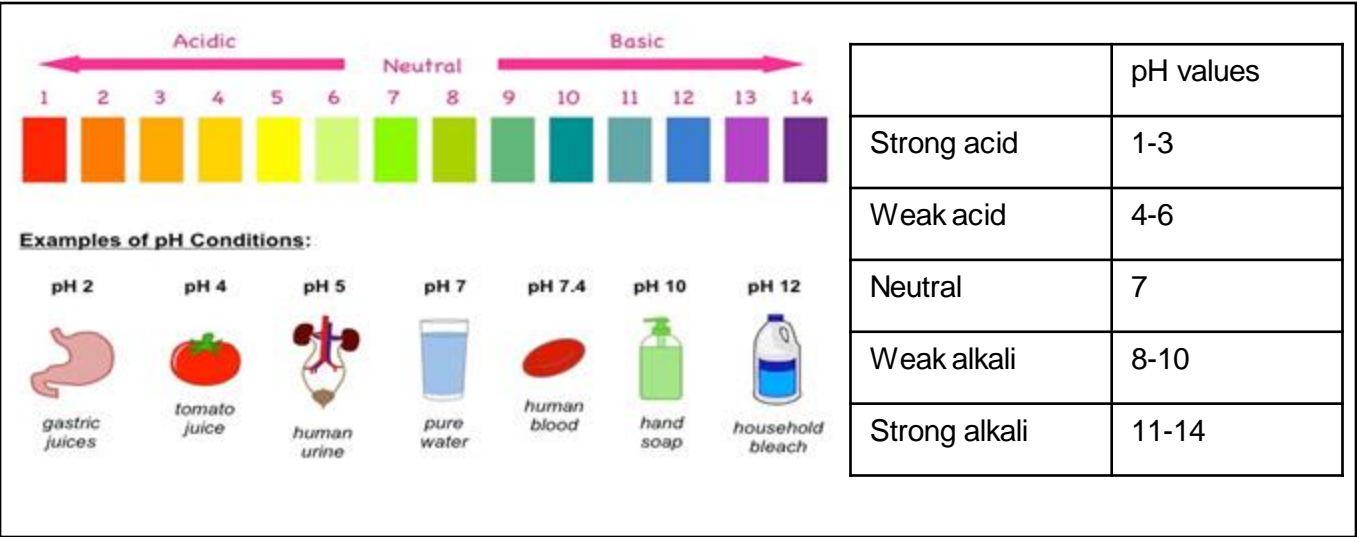 Acidic
Basic
Neutral
1 2 3 4 5 6 7 8 9 10 11 12 13 14
Examples of pH Conditions:
pH 2 pH 4 pH 5 pH 7 pH 7.4 pH 10 pH 12
gastric
juices
tomato
juice
human
urine
pure
water
human
blood
hand
soap
household
bleach
pH values
Strong acid 1-3
Weak acid 4-6
Neutral 7
Weak alkali 8-10
Strong alkali 11-14